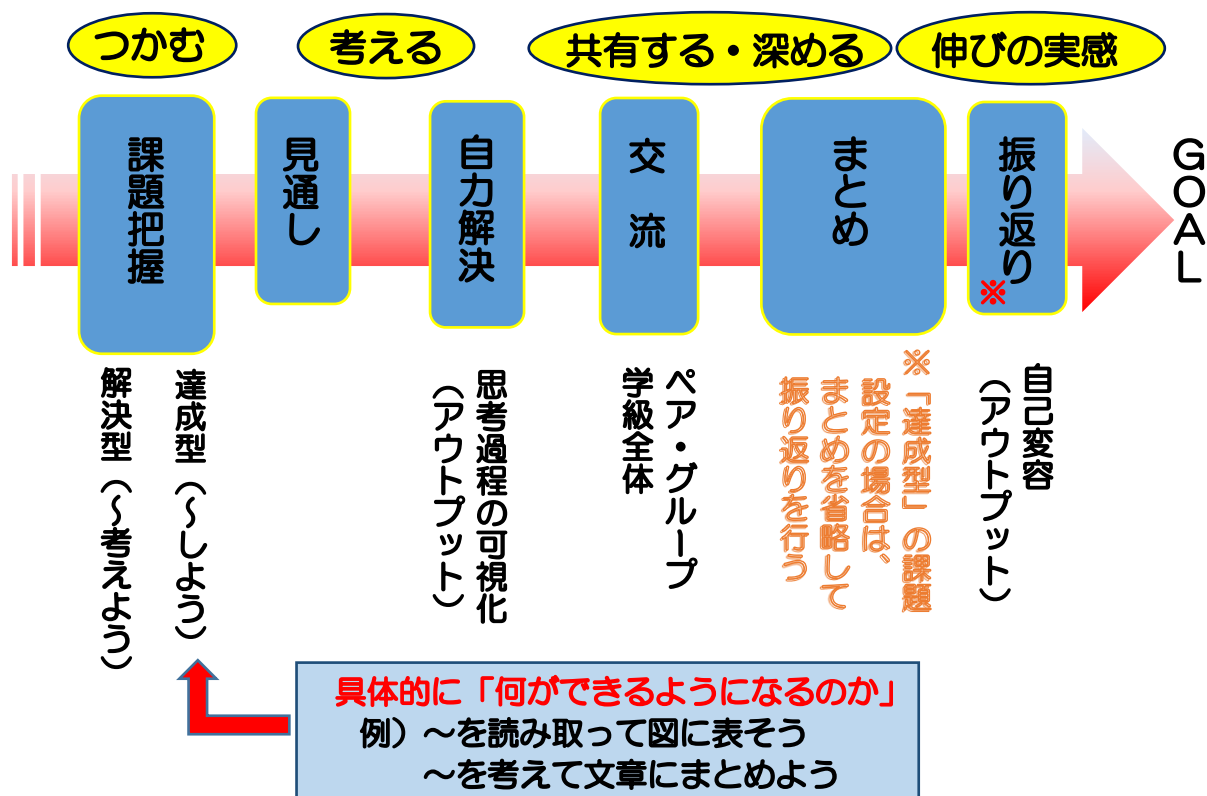 つかむ
考える
共有する・深める
伸びの実感
課題把握
見通し
自力解決
交流
まとめ
振り返り
※
GOAL
達成型（～しよう）
解決型（～考えよう）
思考過程の可視化
（アウトプット）
ペア・グループ
学級全体
※「達成型」の課題
設定の場合は、
まとめを省略して
振り返りを行う
自己変容
（アウトプット）
具体的に「何ができるようになるのか」
例）～を読み取って図に表そう
～を考えて文章にまとめよう